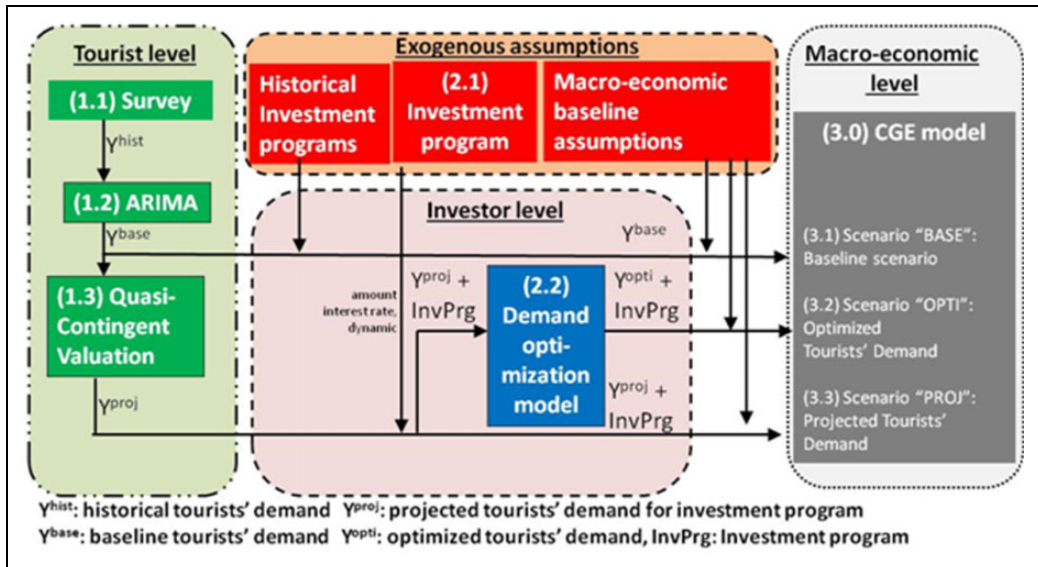 Tourist level
(1.1) Survey
Yhist
(1.2) ARIMA
Ybase
(1.3) Quasi-
Contingent
Valuation
Yproj
Exogenous assumptions
Historical
Investment
programs
(2.1)
Investment
program
Macro-economic
baseline
assumptions
Investor level
Ybase
amount
interest rate,
dynamic
Yproj +
InvPrg
(2.2)
Demand
opti-
mization
model
Yopti +
InvPrg
Yproj +
InvPrg
Macro-economic
level
(3.0) CGE model
(3.1) Scenario “BASE”:
Baseline scenario
(3.2) Scenario “OPTI”:
Optimized
Tourists’ Demand
(3.3) Scenario “PROJ”:
Projected Tourists’
Demand
Yhist: historical tourists’ demand Yproj: projected tourists’ demand for investment program
Ybase: baseline tourists’ demand Yopti: optimized tourists’ demand, InvPrg: Investment program